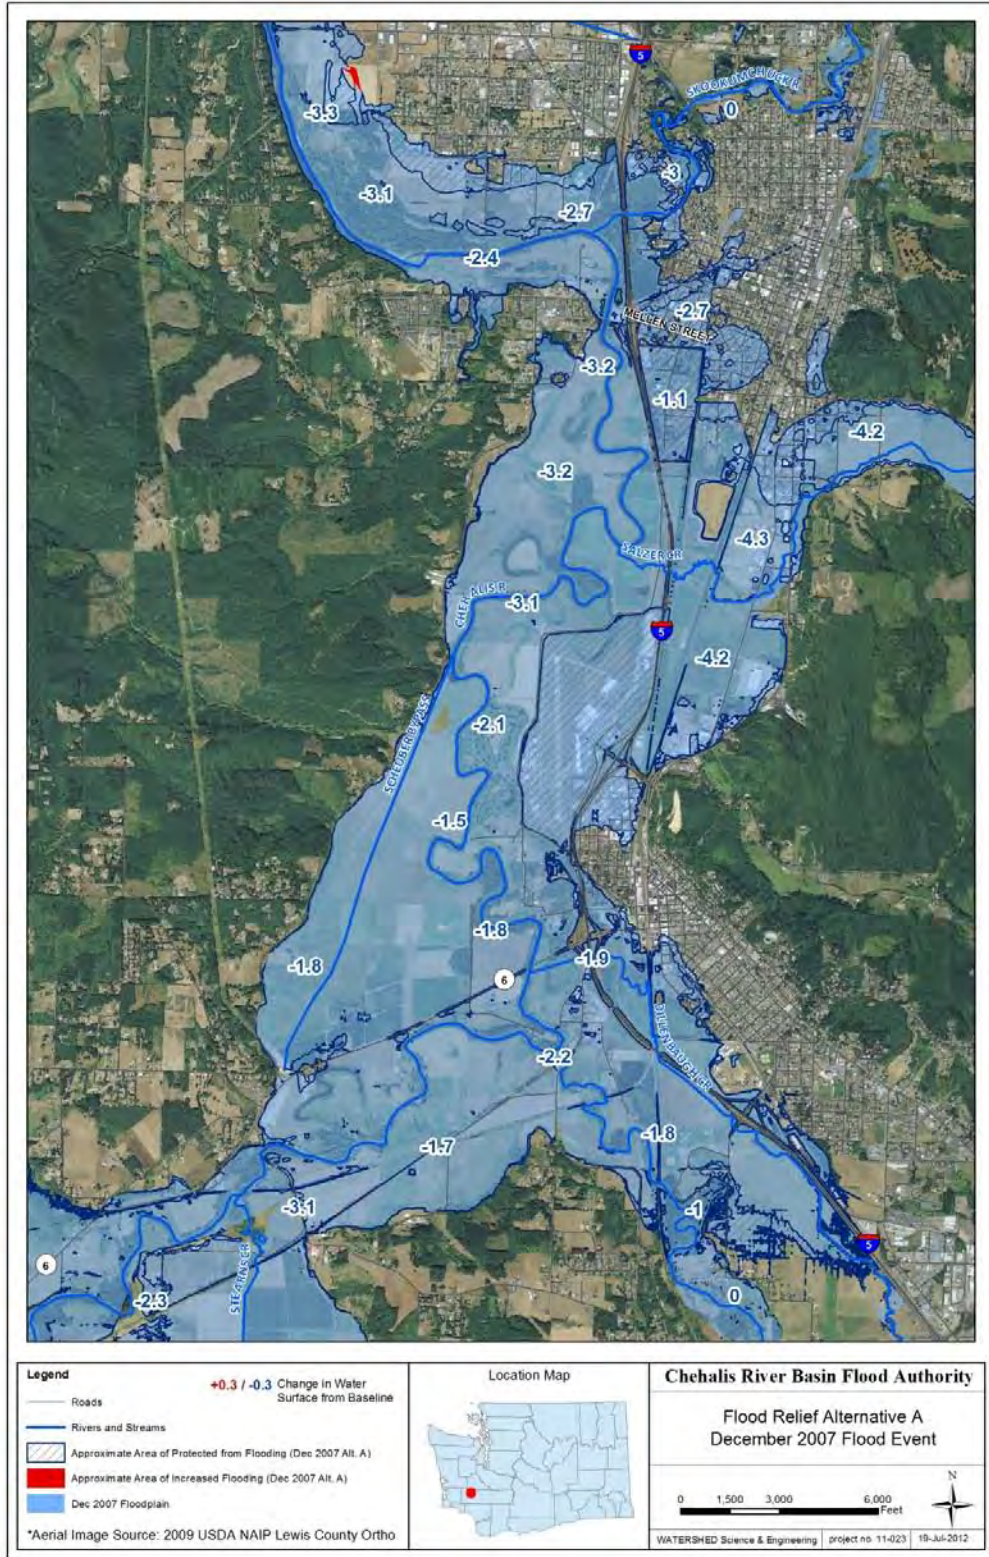 5
SKOOKUMCHUCK R
0
-3.3
-3
-3.1
-2.7
-2.4
-2.7
MELLEN STREET
-3.2
-1.1
-4.2
-3.2
-4.3
SALZER CR
CHEHALIS R
-3.1
5
-4.2
SCHEUBER BYPASS
-2.1
-1.5
-1.8
-1.9
-1.8
6
DILLENBAUGH CR
-2.2
-1.8
-1.7
-3.1
-1
5
6
STEARNS CR
-2.3
0
Legend
+0.3 / -0.3 Change in Water
Surface from Baseline
Roads
Rivers and Streams
Approximate Area of Protected from Flooding (Dec 2007 Alt. A)
Approximate Area of Increased Flooding (Dec 2007 Alt. A)
Dec 2007 Floodplain
*Aerial Image Source: 2009 USDA NAIP Lewis County Ortho
Location Map
Chehalis River Basin Flood Authority
Flood Relief Alternative A
December 2007 Flood Event
N
0 1,500 3,000 6,000
Feet
WATERSHED Science & Engineering project no. 11-023 19-Jul-2012